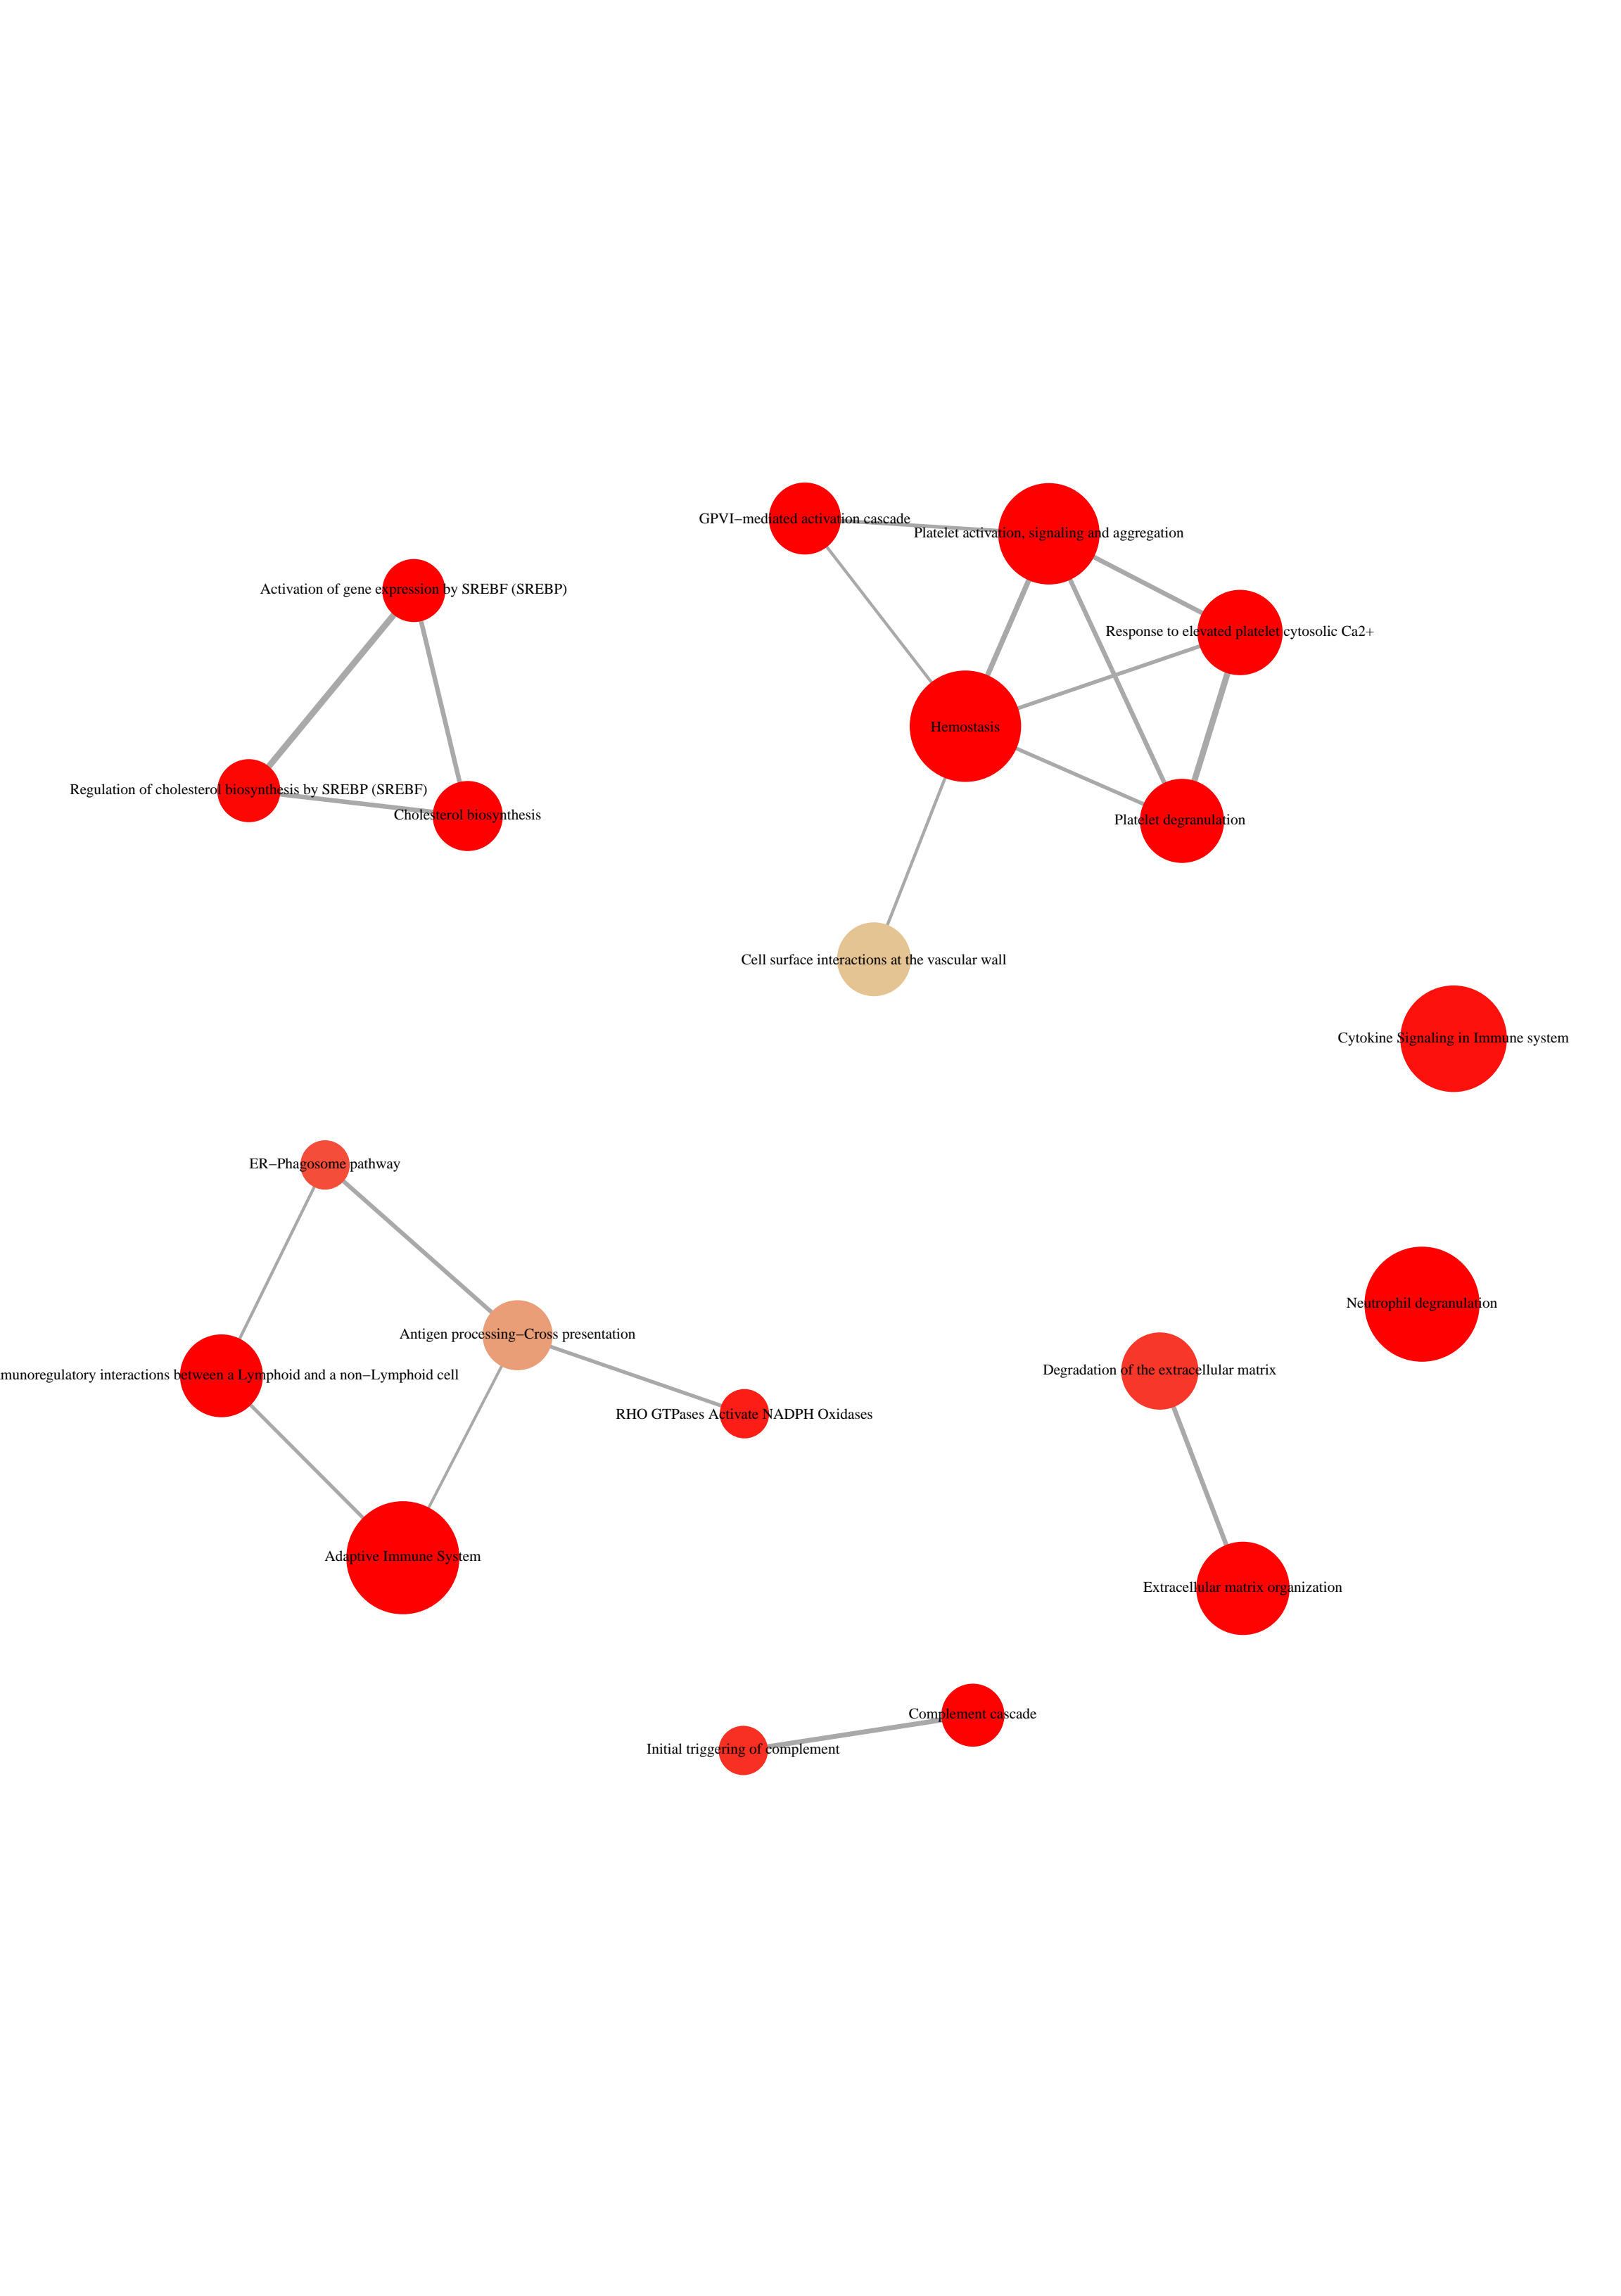 GPVI−mediated activation cascade
Platelet activation, signaling and aggregation
Activation of gene expression by SREBF (SREBP)
Response to elevated platelet cytosolic Ca2+
Hemostasis
Regulation of cholesterol biosynthesis by SREBP (SREBF)
Cholesterol biosynthesis
Platelet degranulation
Cell surface interactions at the vascular wall
Cytokine Signaling in Immune system
ER−Phagosome pathway
Neutrophil degranulation
Antigen processing−Cross presentation
Degradation of the extracellular matrix
interactions between a Lymphoid and a non−Lymphoid cell
RHO GTPases Activate NADPH Oxidases
Adaptive Immune System
Extracellular matrix organization
Complement cascade
Initial triggering of complement